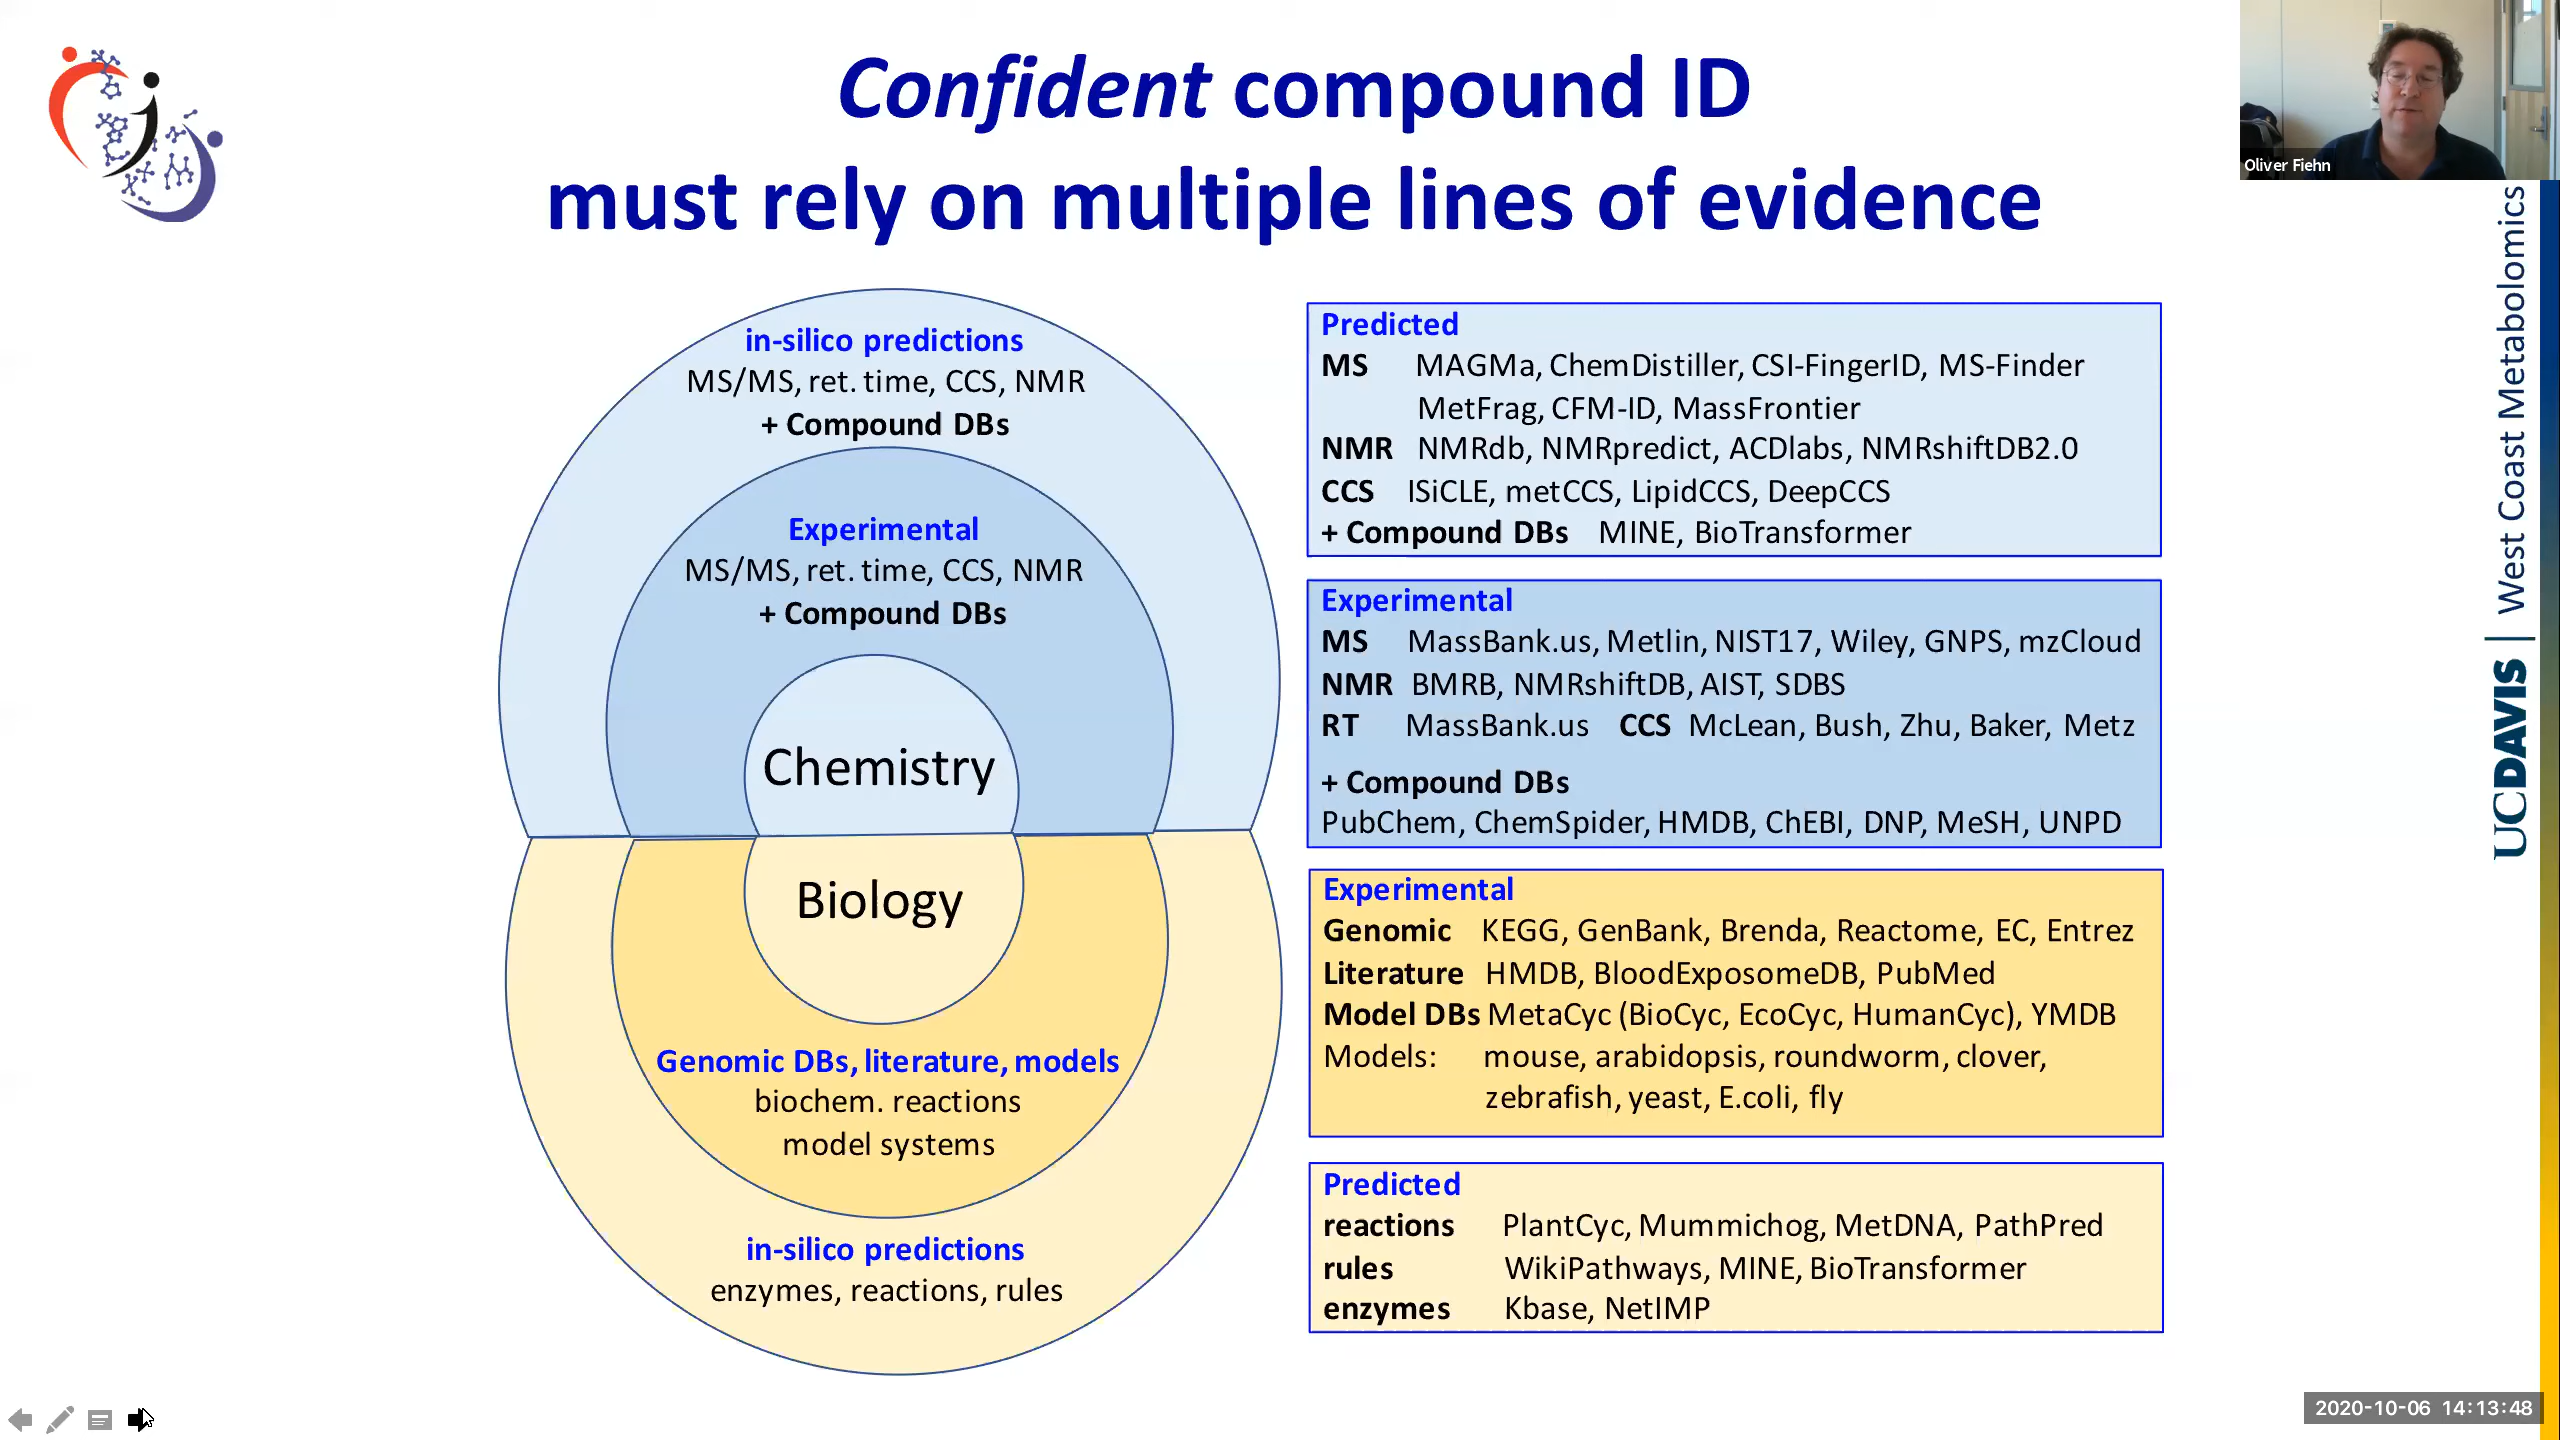 Confident compound ID
must rely on multiple lines of evidence
Oliver Fiehn
in-silico predictions
MS/MS, ret. time, CCS, NMR
+ Compound DBs
Experimental
MS/MS, ret. time, CCS, NMR
+ Compound DBs
Chemistry
Biology
Genomic DBs, literature, models
biochem. reactions
model systems
in-silico predictions
enzymes, reactions, rules
Predicted
MS MAGMa, ChemDistiller, CSI-FingerID, MS-Finder
MetFrag, CFM-ID, MassFrontier
NMR NMRdb, NMRpredict, ACDlabs, NMRshiftDB2.0
CCS ISiCLE, metCCS, LipidCCS, DeepCCS
+ Compound DBs MINE, BioTransformer
Experimental
MS MassBank.us, Metlin, NIST17, Wiley, GNPS, mzCloud
NMR BMRB, NMRshiftDB, AIST, SDBS
RT MassBank.us CCS McLean, Bush, Zhu, Baker, Metz
+ Compound DBs
PubChem, ChemSpider, HMDB, ChEBI, DNP, MeSH, UNPD
Experimental
Genomic KEGG, GenBank, Brenda, Reactome, EC, Entrez
Literature HMDB, BloodExposomeDB, PubMed
Model DBs MetaCyc (BioCyc, EcoCyc, HumanCyc), YMDB
Models: mouse, arabidopsis, roundworm, clover,
zebrafish, yeast, E.coli, fly
Predicted
reactions PlantCyc, Mummichog, MetDNA, PathPred
rules WikiPathways, MINE, BioTransformer
enzymes Kbase, NetIMP
UCDAVIS | West Coast Metabolomics
2020-10-06 14:13:48